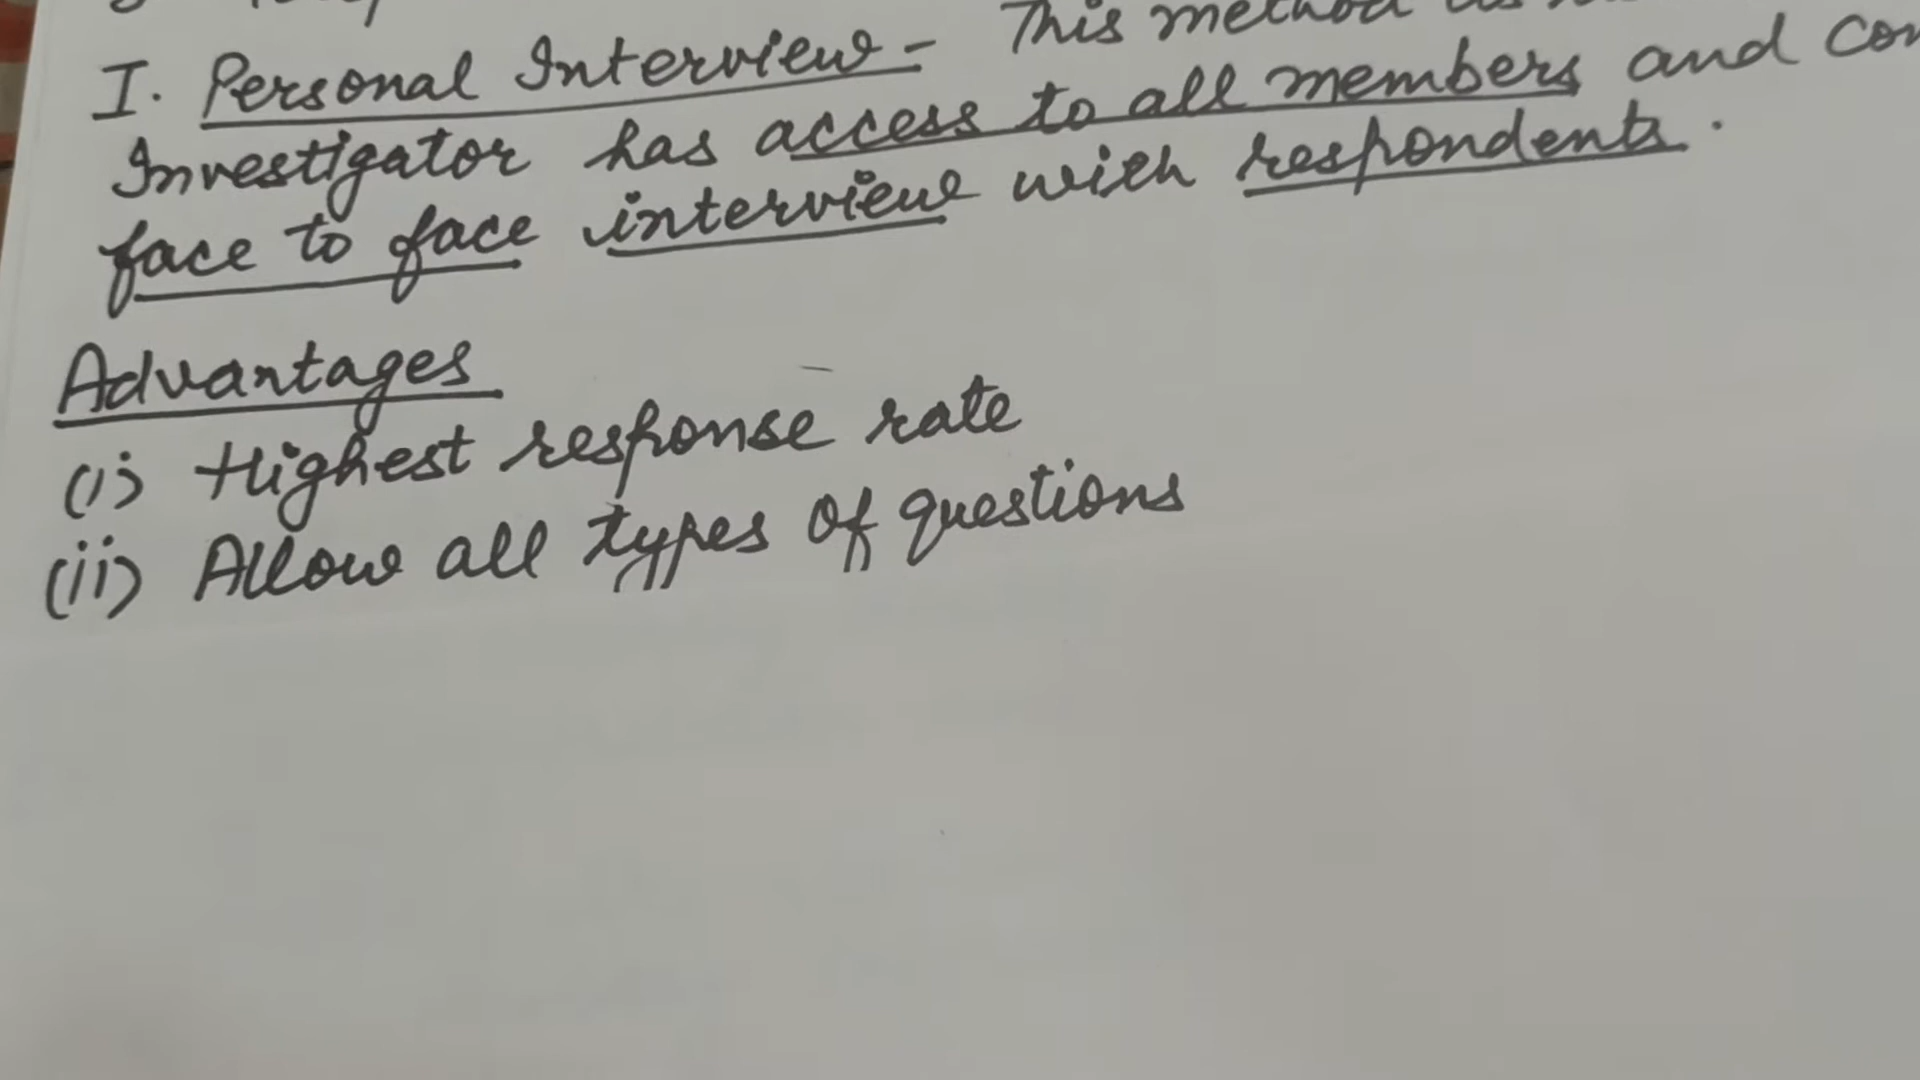 I. Personal Interview - This method
Investigator has access to all members and
face to face interview with respondents.
Advantages
(i) Highest response rate
(ii) Allow all types of questions